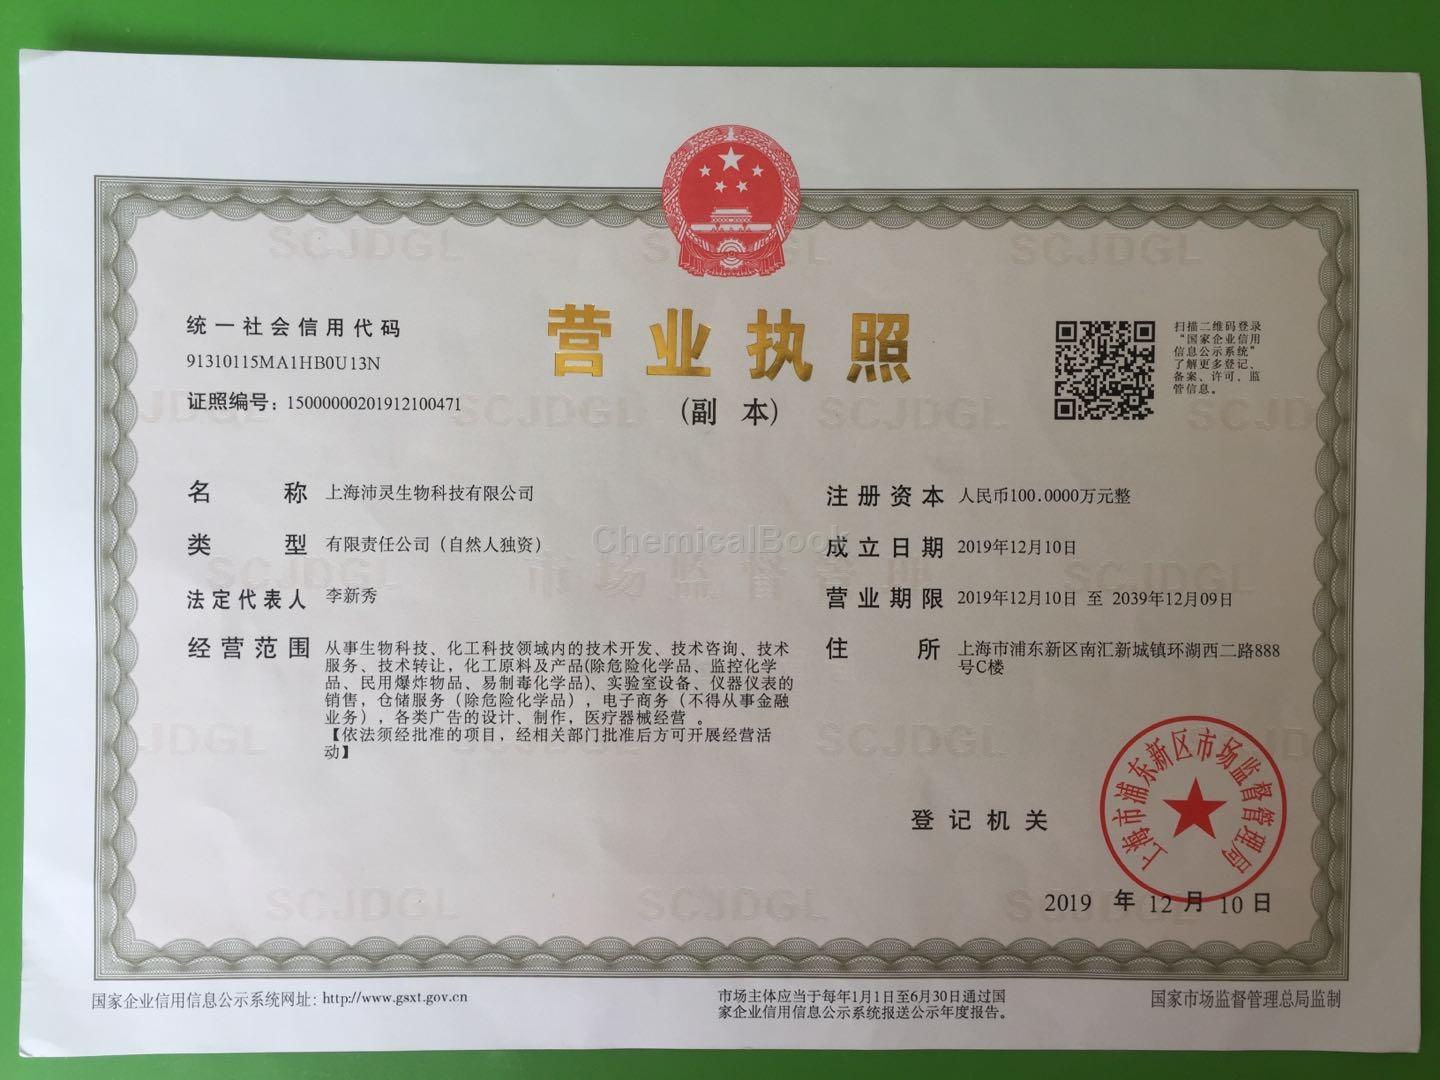 营业执照
(副 本)
统一社会信用代码
91310115MA1HB0U13N
证照编号：15000000201912100471
扫描二维码登录
“国家企业信用
信息公示系统”
了解更多登记、
备案、许可、监
管信息。
名 称 上海沛灵生物科技有限公司
类 型 有限责任公司（自然人独资）
法定代表人 李新秀
经营范围 从事生物科技、化工科技领域内的技术开发、技术咨询、技术
服务、技术转让，化工原料及产品(除危险化学品、监控化学
品、民用爆炸物品、易制毒化学品)、实验室设备、仪器仪表的
销售，仓储服务（除危险化学品），电子商务（不得从事金融
业务），各类广告的设计、制作，医疗器械经营 。
【依法须经批准的项目，经相关部门批准后方可开展经营活
动】
注册资本 人民币100.0000万元整
成立日期 2019年12月10日
营业期限 2019年12月10日 至 2039年12月09日
住 所 上海市浦东新区南汇新城镇环湖西二路888
号C楼
ChemicalBook
登记机关
上海市浦东新区市场监督管理局
2019 年 12 月 10 日
国家企业信用信息公示系统网址：http://www.gsxt.gov.cn
市场主体应当于每年1月1日至6月30日通过国
家企业信用信息公示系统报送公示年度报告。
国家市场监督管理总局监制
SCJDGL
市场监督管理